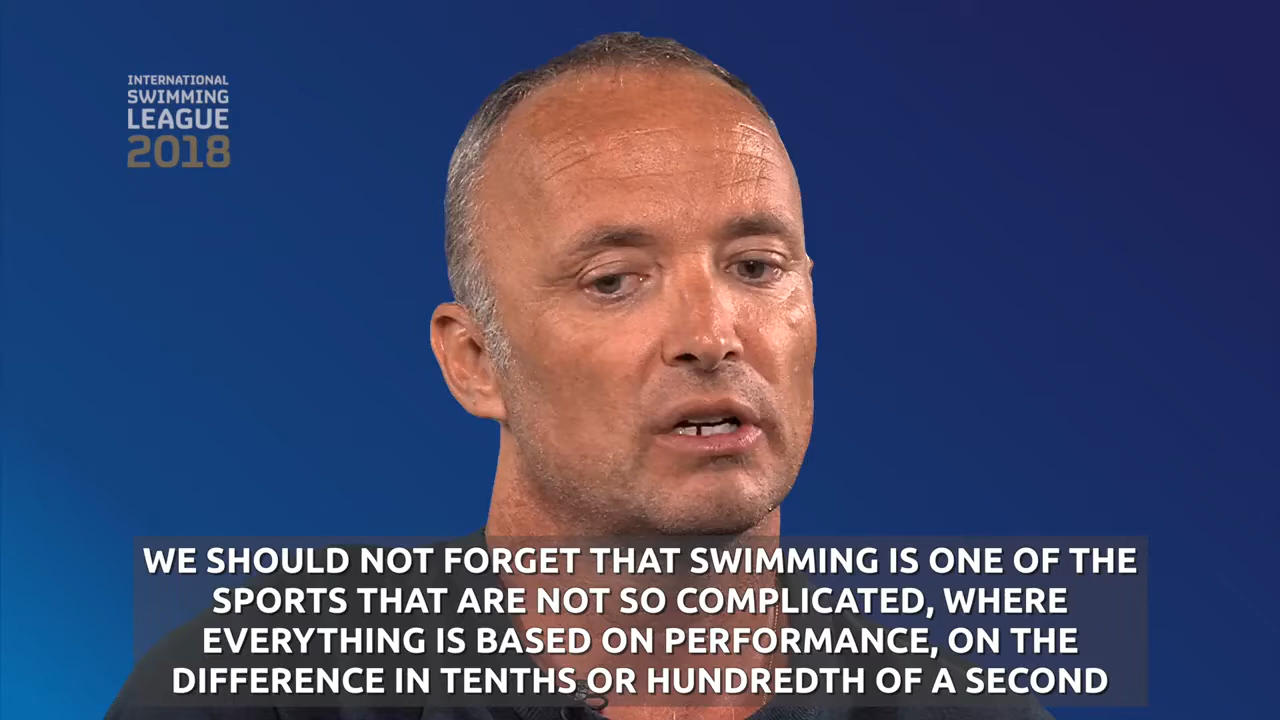 INTERNATIONAL
SWIMMING
LEAGUE
2018
WE SHOULD NOT FORGET THAT SWIMMING IS ONE OF THE
SPORTS THAT ARE NOT SO COMPLICATED, WHERE
EVERYTHING IS BASED ON PERFORMANCE, ON THE
DIFFERENCE IN TENTHS OR HUNDREDTH OF A SECOND